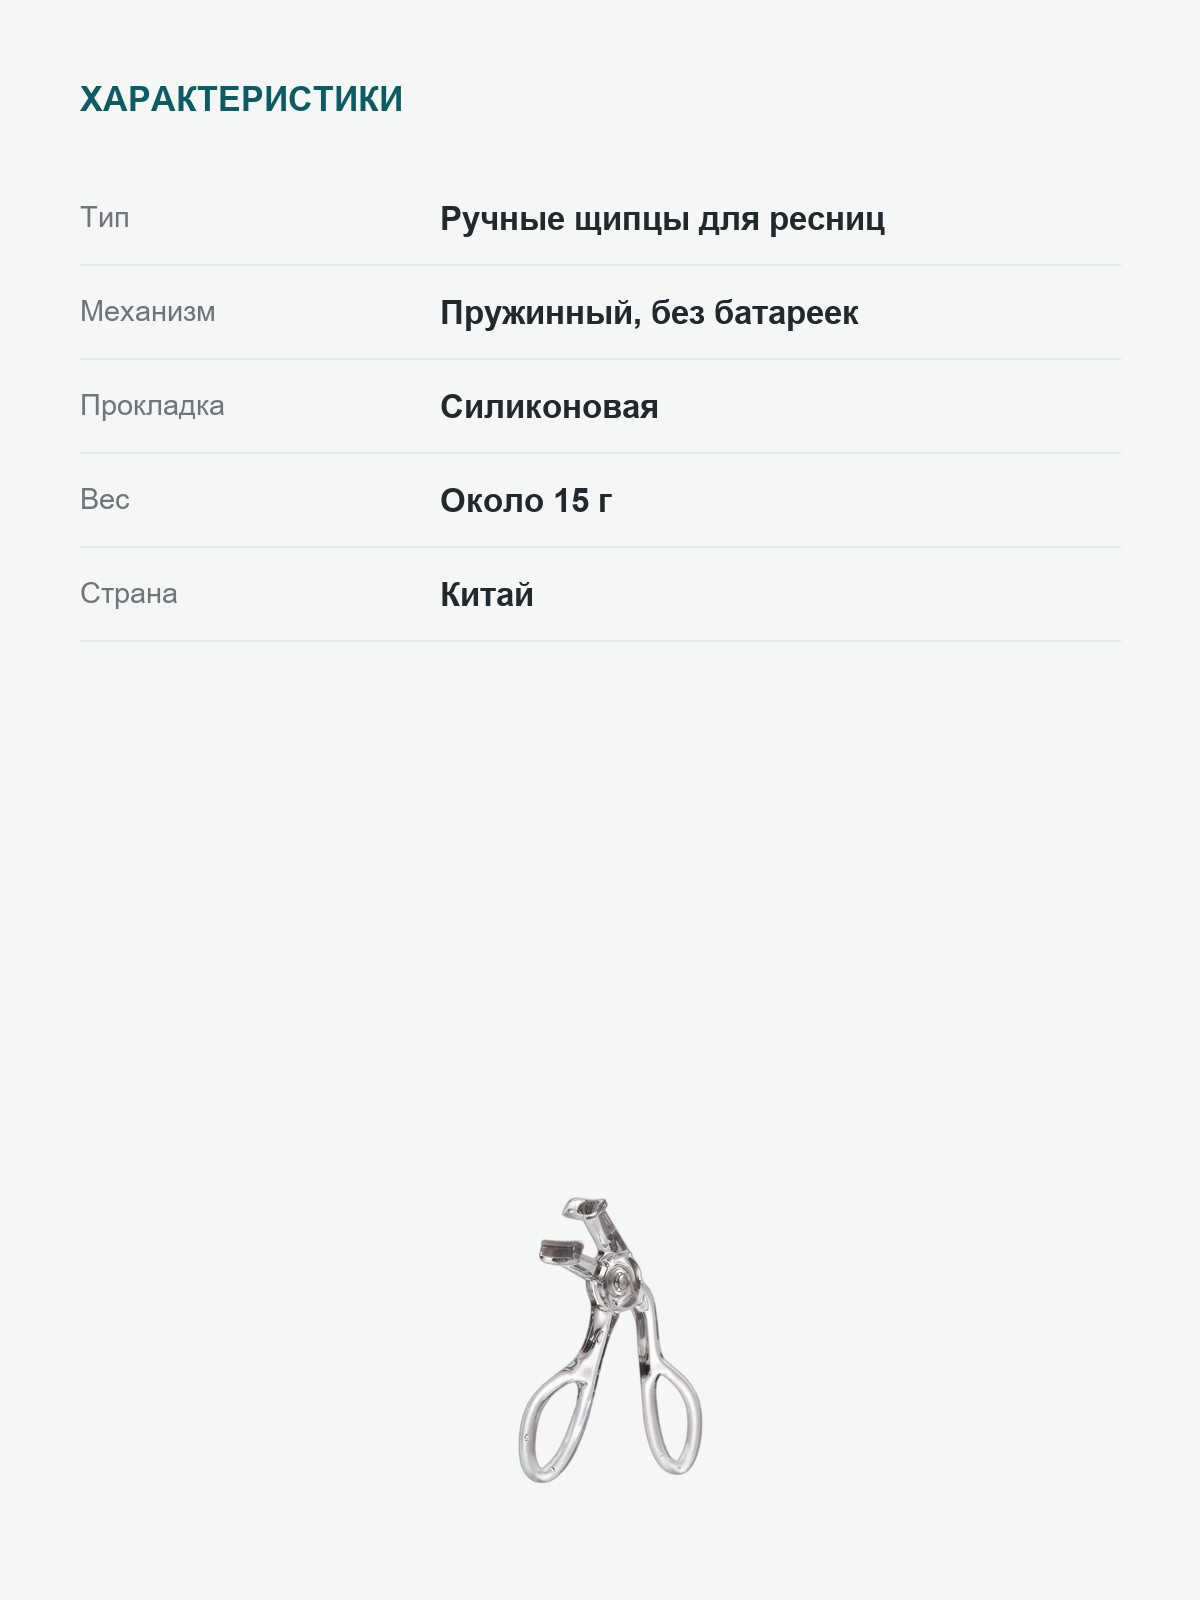 ХАРАКТЕРИСТИКИ
Тип Ручные щипцы для ресниц
Механизм Пружинный, без батареек
Прокладка Силиконовая
Вес Около 15 г
Страна Китай